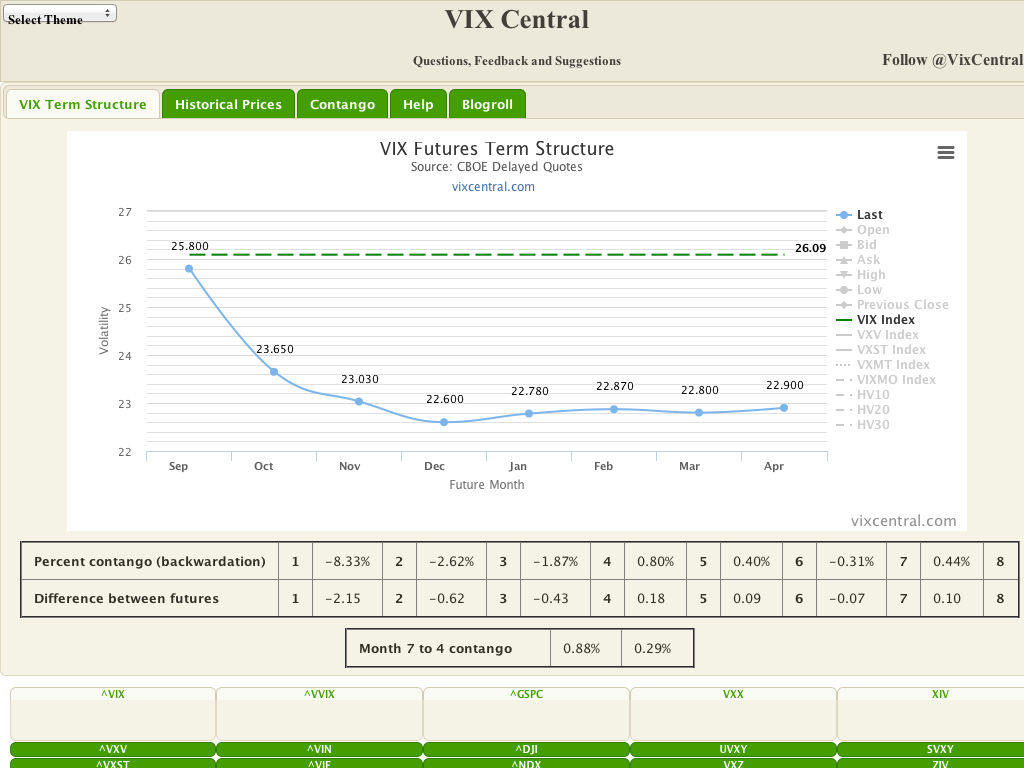 Select Theme
VIX Central
Questions, Feedback and Suggestions
Follow @VixCentral
VIX Term Structure Historical Prices Contango Help Blogroll
VIX Futures Term Structure
Source: CBOE Delayed Quotes
vixcentral.com
27
26
25
24
23
22
Volatility
25.800
23.650
23.030
22.600
22.780
22.870
22.800
22.900
26.09
Sep Oct Nov Dec Jan Feb Mar Apr
Future Month
Last
Open
Bid
Ask
High
Low
Previous Close
VIX Index
VXV Index
VXST Index
VXMT Index
VIXMO Index
HV10
HV20
HV30
vixcentral.com
Percent contango (backwardation) 1 -8.33% 2 -2.62% 3 -1.87% 4 0.80% 5 0.40% 6 -0.31% 7 0.44% 8
Difference between futures 1 -2.15 2 -0.62 3 -0.43 4 0.18 5 0.09 6 -0.07 7 0.10 8
Month 7 to 4 contango 0.88% 0.29%
^VIX ^VVIX ^GSPC VXX XIV
^VXV ^VIN ^DJI UVXY SVXY
^VXST ^VIF ^NDX VXZ ZIV